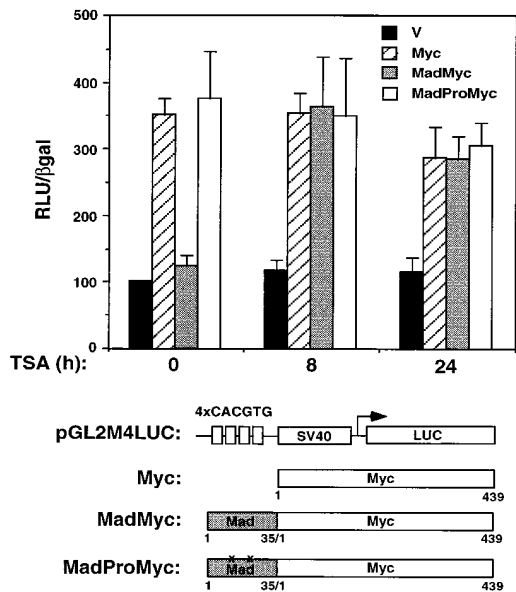 500
400
300
200
100
0
RLU/βgal
V
Myc
MadMyc
MadProMyc
TSA (h): 0 8 24
4xCACGTG
pGL2M4LUC: SV40 LUC
Myc: Myc
1 439
MadMyc: Mad Myc
1 35/1 439
x x
MadProMyc: Mad Myc
1 35/1 439